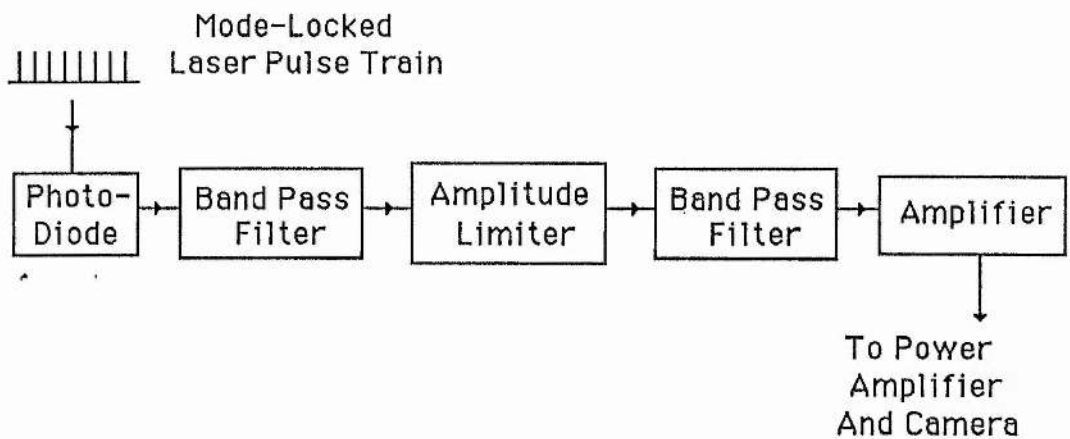 Mode-Locked
Laser Pulse Train
Photo-
Diode
Band Pass
Filter
Amplitude
Limiter
Band Pass
Filter
Amplifier
To Power
Amplifier
And Camera